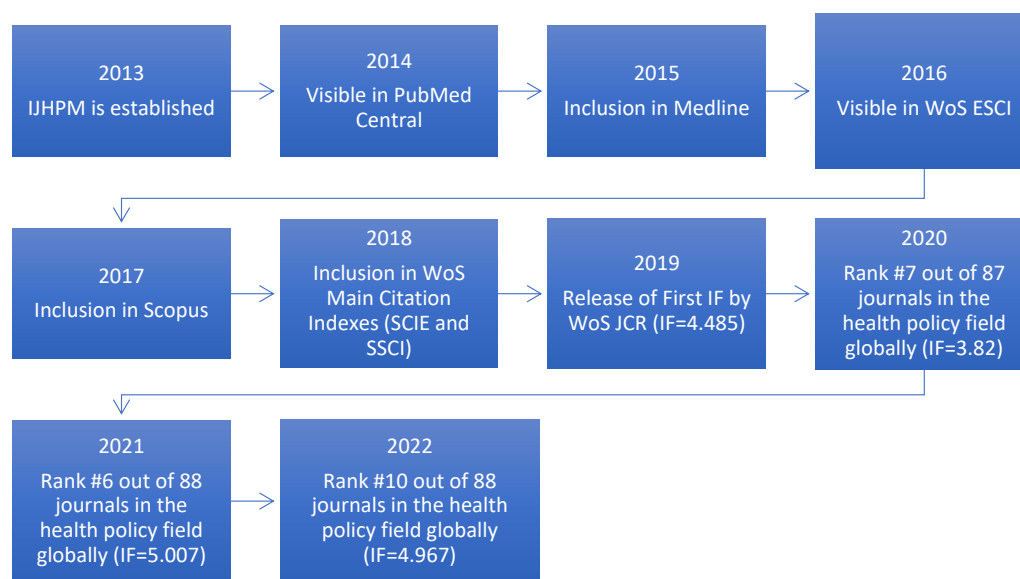 2013
IJHPM is established
2014
Visible in PubMed
Central
2015
Inclusion in Medline
2016
Visible in WoS ESCI
2017
Inclusion in Scopus
2018
Inclusion in WoS
Main Citation
Indexes (SCIE and
SSCI)
2019
Release of First IF by
WoS JCR (IF=4.485)
2020
Rank #7 out of 87
journals in the
health policy field
globally (IF=3.82)
2021
Rank #6 out of 88
journals in the
health policy field
globally (IF=5.007)
2022
Rank #10 out of 88
journals in the health
policy field globally
(IF=4.967)